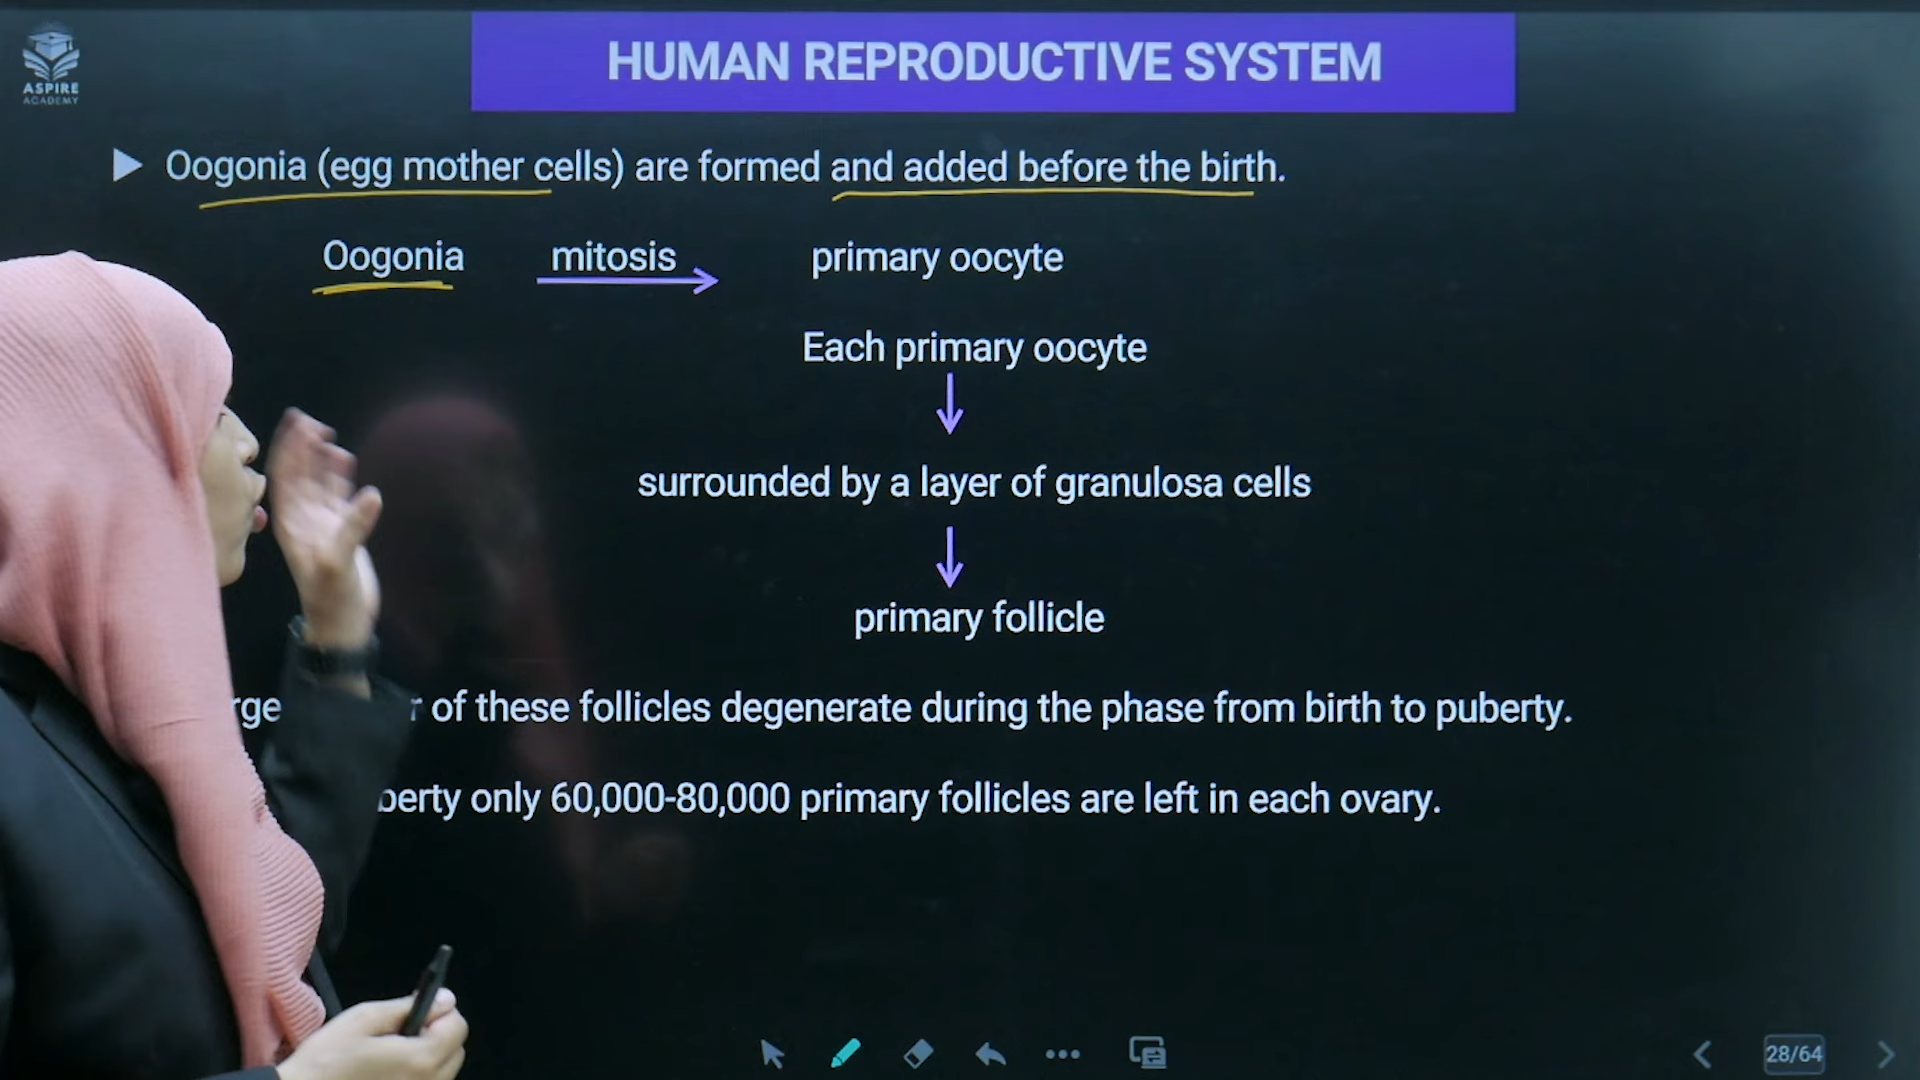 ASPIRE
ACADEMY
HUMAN REPRODUCTIVE SYSTEM
Oogonia (egg mother cells) are formed and added before the birth.
Oogonia mitosis primary oocyte
Each primary oocyte
surrounded by a layer of granulosa cells
primary follicle
of these follicles degenerate during the phase from birth to puberty.
only 60,000-80,000 primary follicles are left in each ovary.
28/64